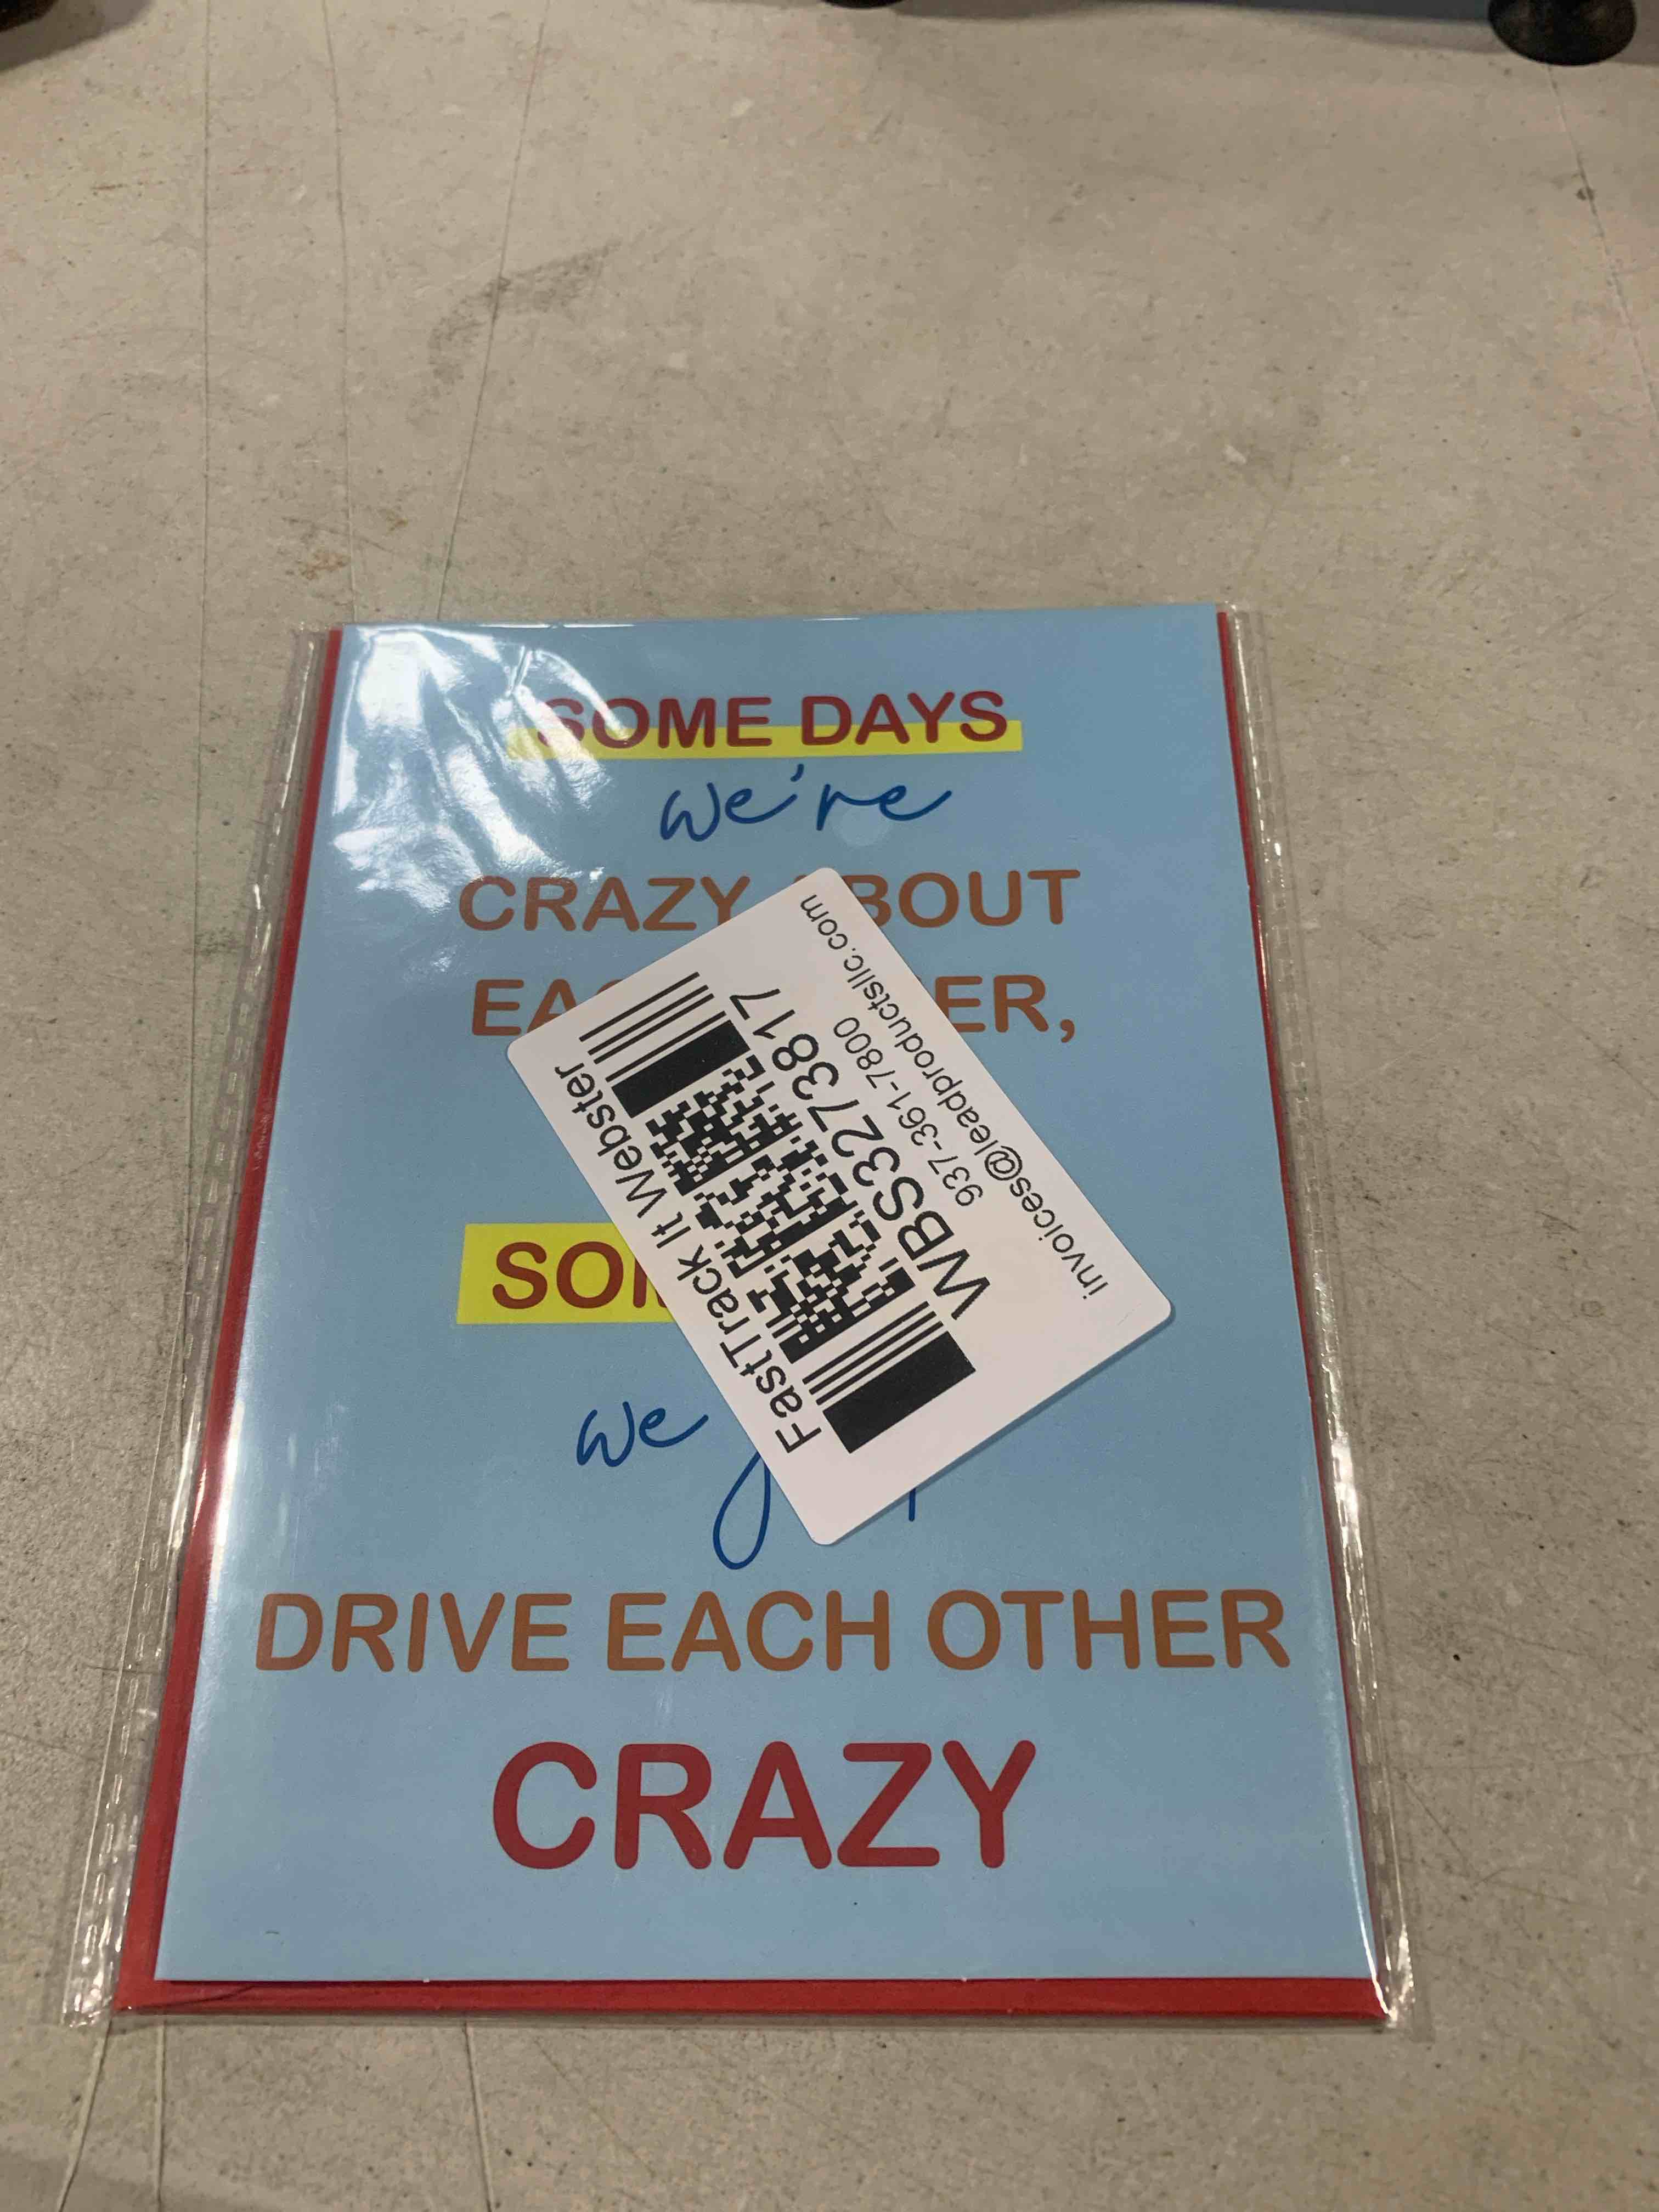 SOME DAYS
we're
CRAZY ABOUT
we
DRIVE EACH OTHER
CRAZY
FastTrack It Webster
WBS3273817
937-361-7800
invoices@leadproductsllc.com